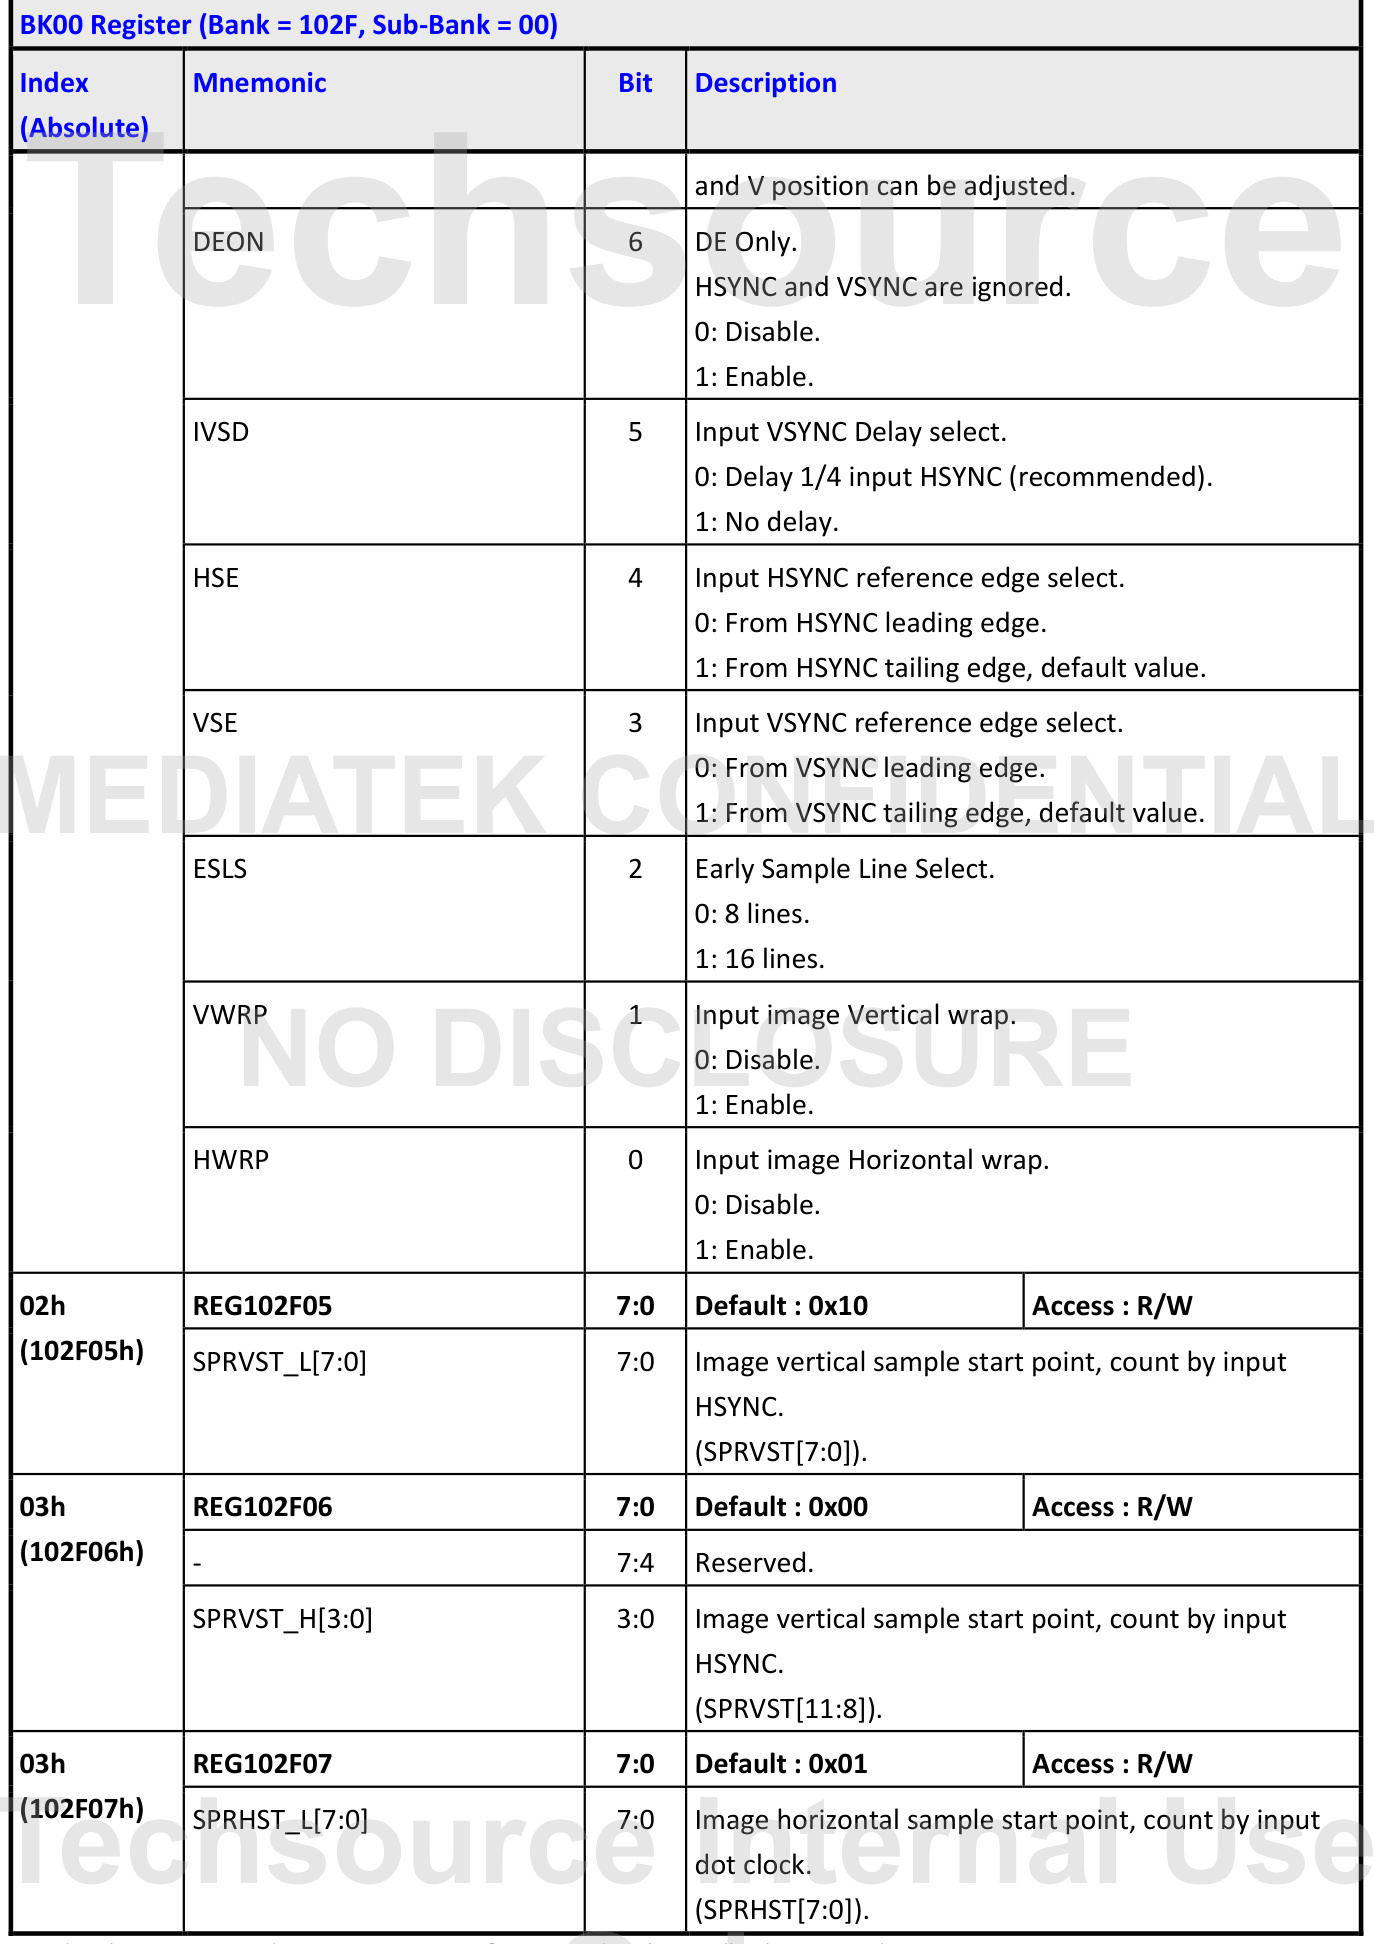 BK00 Register (Bank = 102F, Sub-Bank = 00)
Index (Absolute) Mnemonic Bit Description
and V position can be adjusted.
DEON 6 DE Only.
HSYNC and VSYNC are ignored.
0: Disable.
1: Enable.
IVSD 5 Input VSYNC Delay select.
0: Delay 1/4 input HSYNC (recommended).
1: No delay.
HSE 4 Input HSYNC reference edge select.
0: From HSYNC leading edge.
1: From HSYNC tailing edge, default value.
VSE 3 Input VSYNC reference edge select.
0: From VSYNC leading edge.
1: From VSYNC tailing edge, default value.
ESLS 2 Early Sample Line Select.
0: 8 lines.
1: 16 lines.
VWRP 1 Input image Vertical wrap.
0: Disable.
1: Enable.
HWRP 0 Input image Horizontal wrap.
0: Disable.
1: Enable.
02h REG102F05 7:0 Default : 0x10 Access : R/W
(102F05h) SPRVST_L[7:0] 7:0 Image vertical sample start point, count by input
HSYNC.
(SPRVST[7:0]).
03h REG102F06 7:0 Default : 0x00 Access : R/W
(102F06h) - 7:4 Reserved.
SPRVST_H[3:0] 3:0 Image vertical sample start point, count by input
HSYNC.
(SPRVST[11:8]).
03h REG102F07 7:0 Default : 0x01 Access : R/W
(102F07h) SPRHST_L[7:0] 7:0 Image horizontal sample start point, count by input
dot clock.
(SPRHST[7:0]).
Techsource
MEDIATEK CONFIDENTIAL
NO DISCLOSURE
Techsource Internal Use